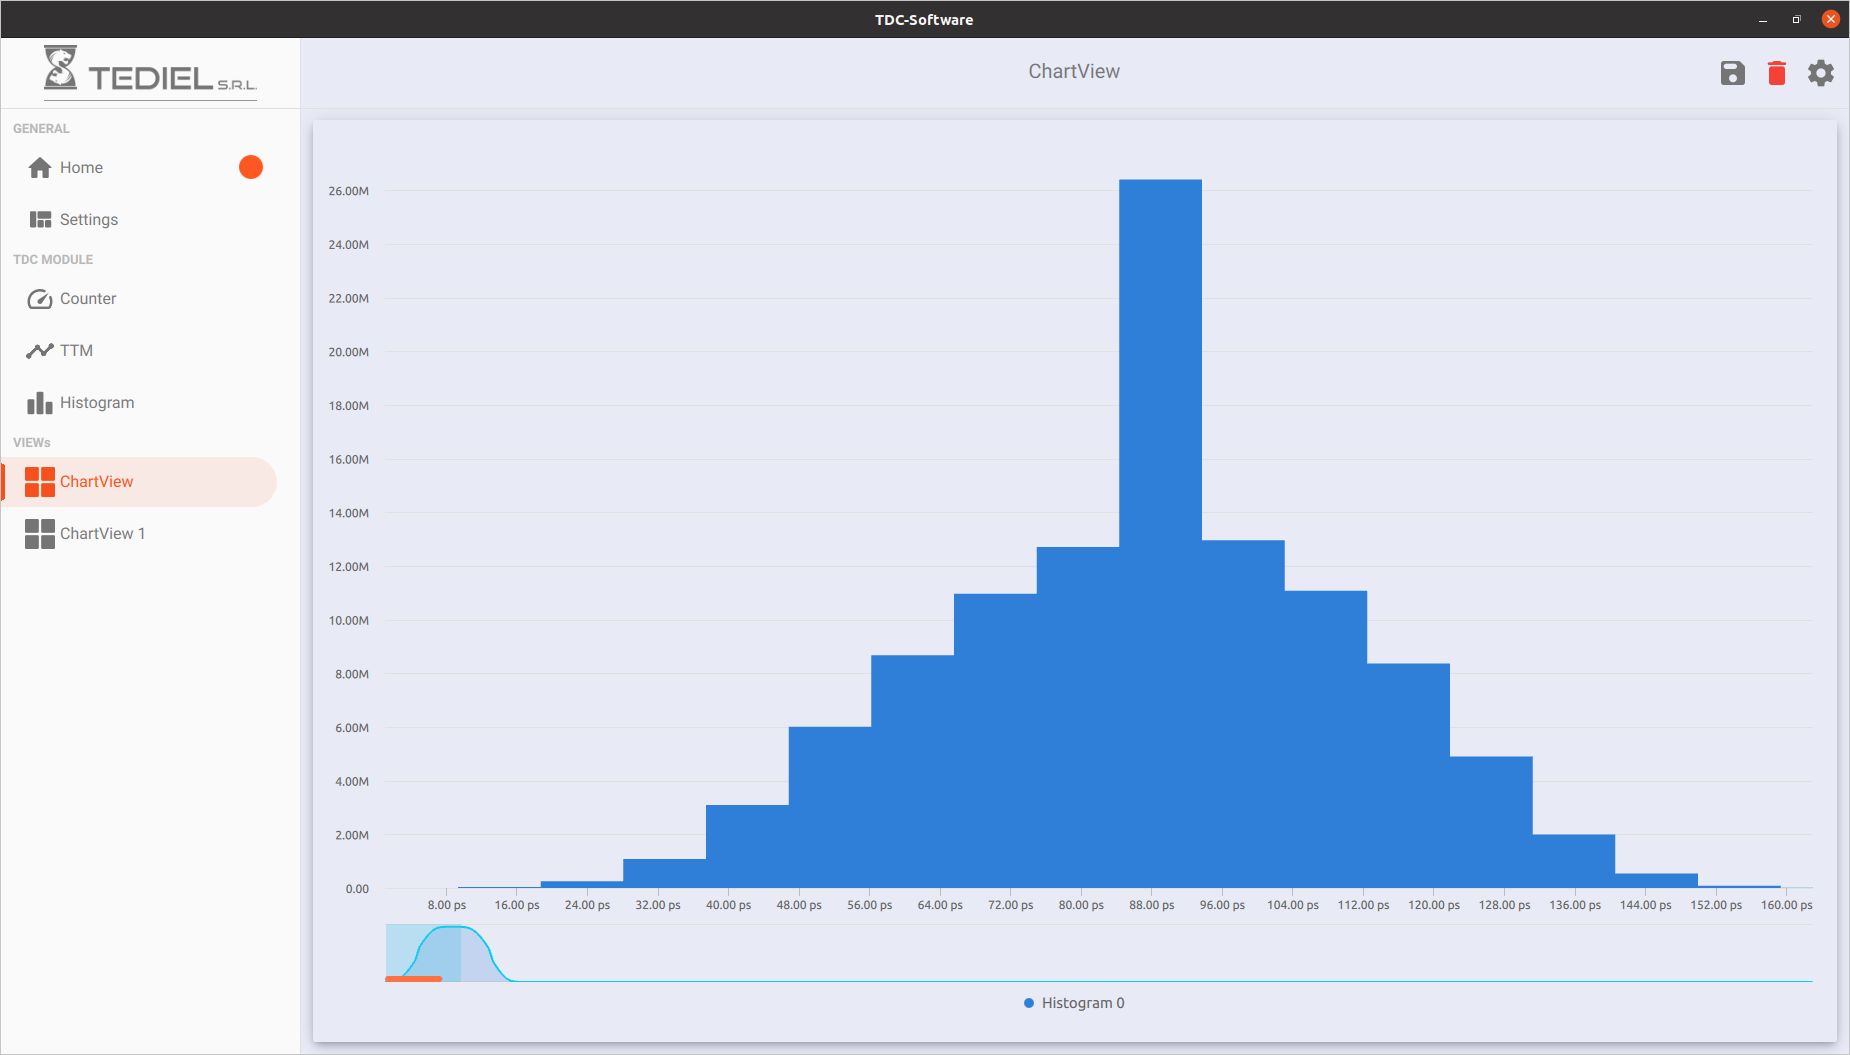 TDC-Software
TEDIEL S.R.L.
ChartView
GENERAL
Home
Settings
TDC MODULE
Counter
TTM
Histogram
VIEWs
ChartView
ChartView 1
26.00M
24.00M
22.00M
20.00M
18.00M
16.00M
14.00M
12.00M
10.00M
8.00M
6.00M
4.00M
2.00M
0.00
8.00 ps 16.00 ps 24.00 ps 32.00 ps 40.00 ps 48.00 ps 56.00 ps 64.00 ps 72.00 ps 80.00 ps 88.00 ps 96.00 ps 104.00 ps 112.00 ps 120.00 ps 128.00 ps 136.00 ps 144.00 ps 152.00 ps 160.00 ps
Histogram 0